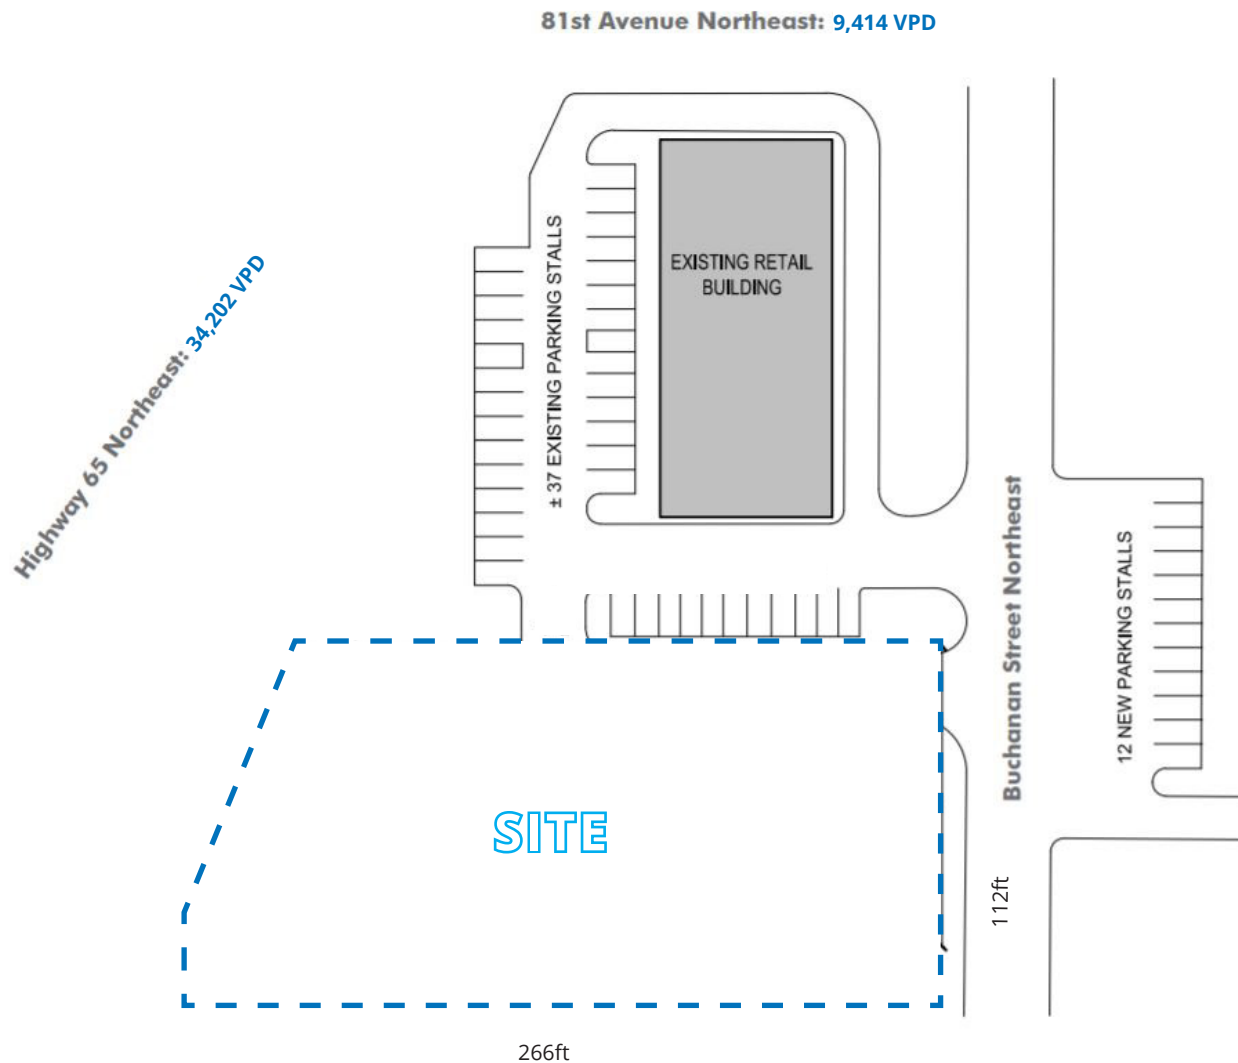 81st Avenue Northeast: 9,414 VPD
Highway 65 Northeast: 34,202 VPD
± 37 EXISTING PARKING STALLS
EXISTING RETAIL
BUILDING
Buchanan Street Northeast
12 NEW PARKING STALLS
SITE
112ft
266ft